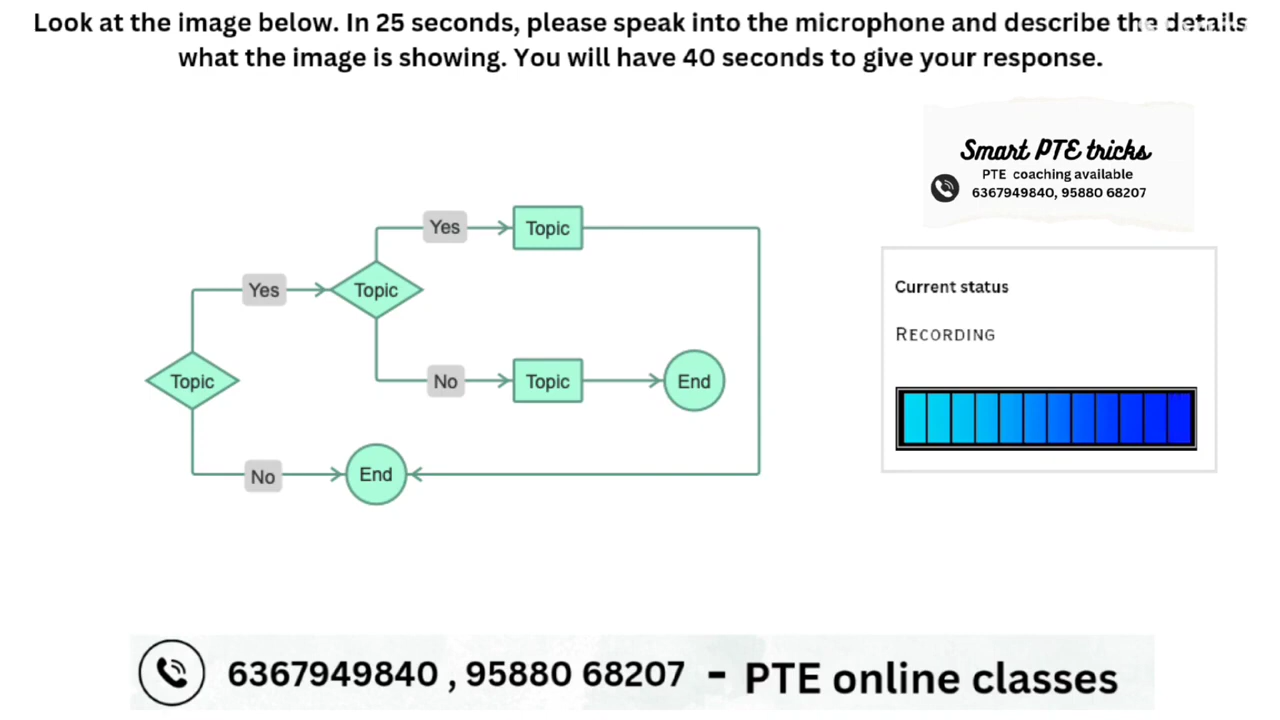 Look at the image below. In 25 seconds, please speak into the microphone and describe the details
what the image is showing. You will have 40 seconds to give your response.
Smart PTE tricks
PTE coaching available
6367949840, 95880 68207
Yes
Topic
Current status
Yes
Topic
RECORDING
Topic
No
Topic
End
No
End
6367949840 , 95880 68207 - PTE online classes